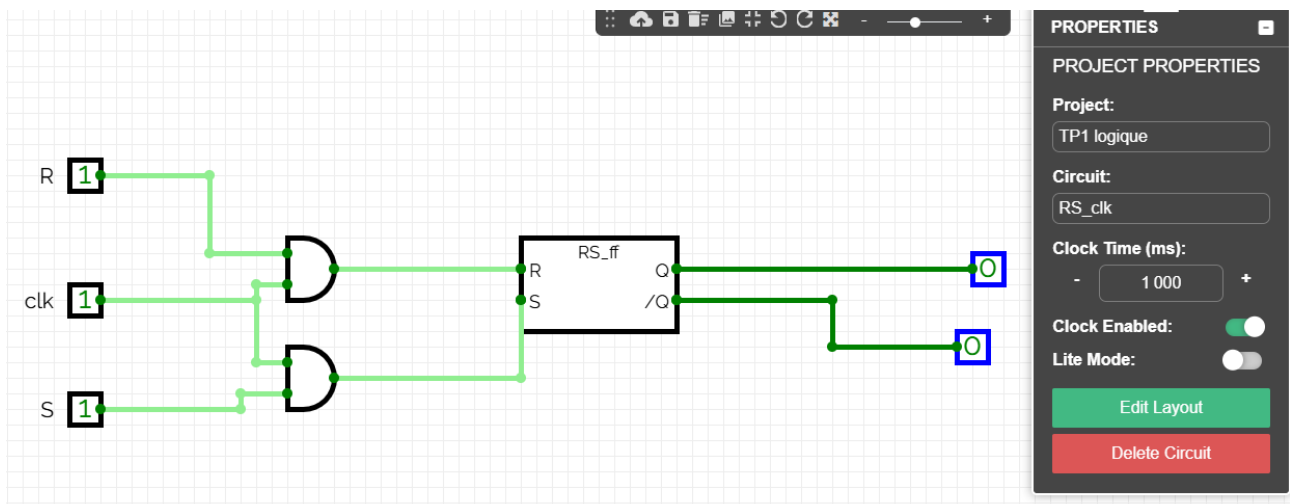 PROPERTIES
PROJECT PROPERTIES
Project:
TP1 logique
Circuit:
RS_clk
Clock Time (ms):
- 1 000 +
Clock Enabled:
Lite Mode:
Edit Layout
Delete Circuit
- +
R 1
clk 1
S 1
RS_ff
R Q
S /Q
0
0